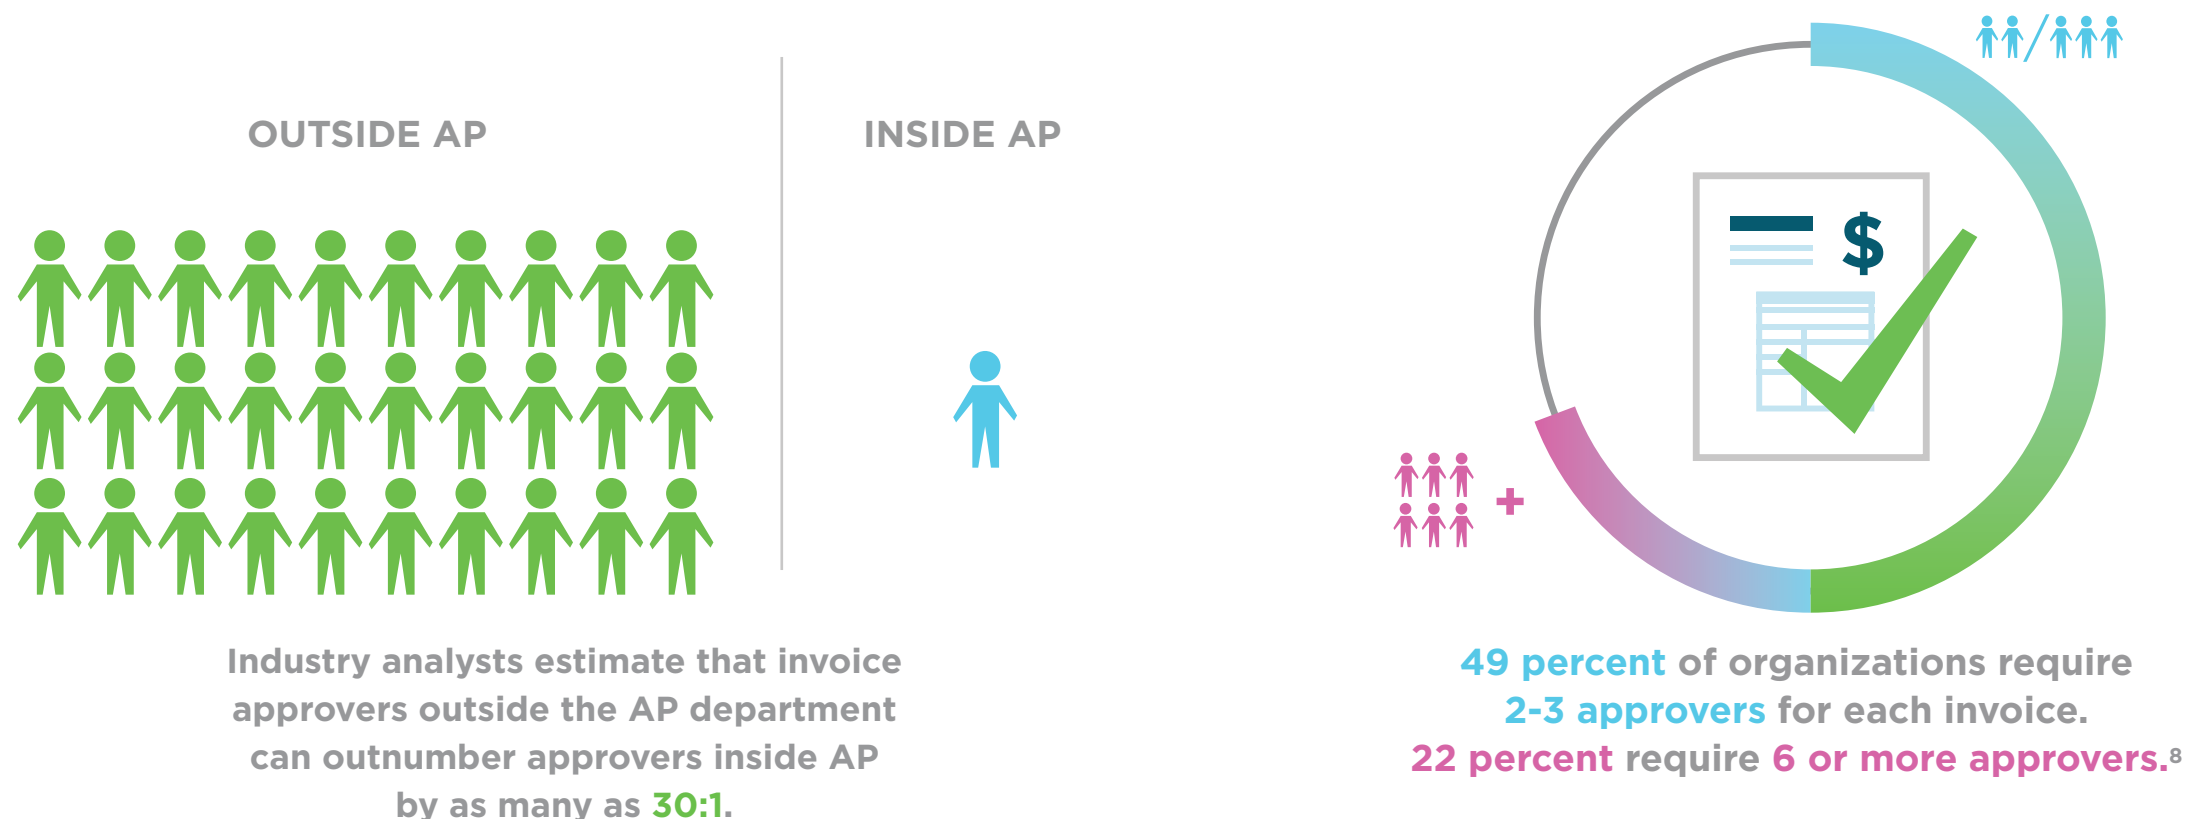 OUTSIDE AP
INSIDE AP
Industry analysts estimate that invoice
approvers outside the AP department
can outnumber approvers inside AP
by as many as 30:1.
$
49 percent of organizations require
2-3 approvers for each invoice.
22 percent require 6 or more approvers.8